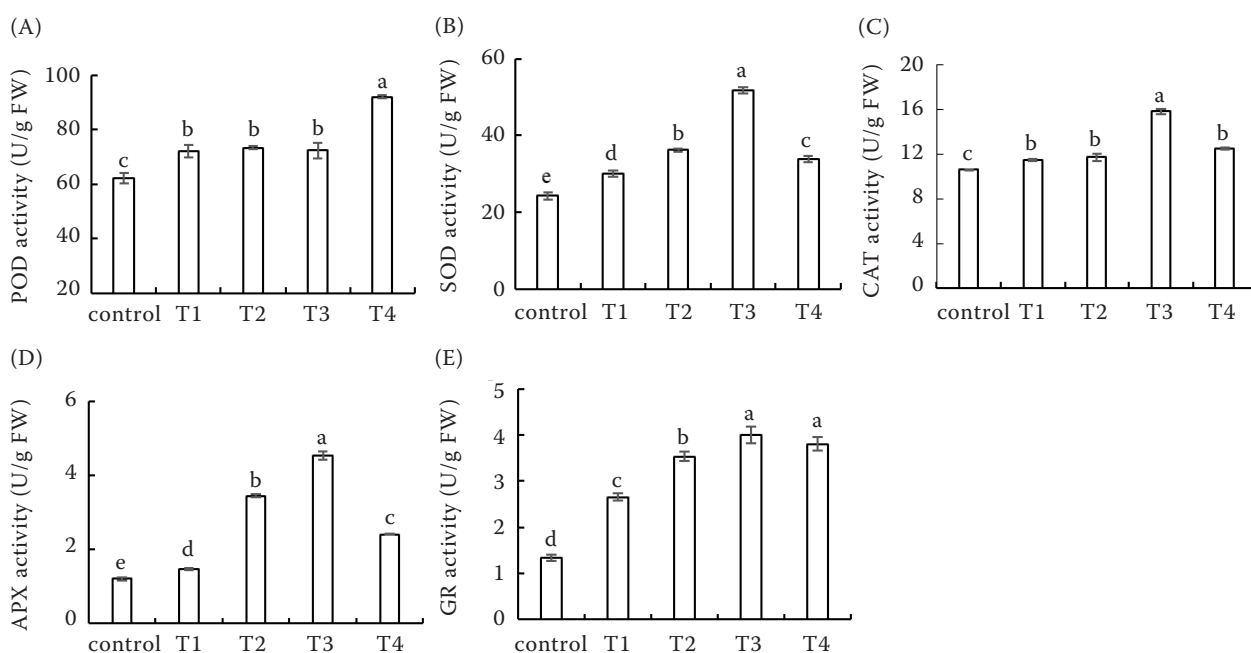 (A)
POD activity (U/g FW)
100
80
60
40
20
c
b
b
b
a
control T1 T2 T3 T4
(B)
SOD activity (U/g FW)
60
40
20
0
e
d
b
a
c
control T1 T2 T3 T4
(C)
CAT activity (U/g FW)
20
16
12
8
4
0
c
b
b
a
b
control T1 T2 T3 T4
(D)
APX activity (U/g FW)
6
4
2
0
e
d
b
a
c
control T1 T2 T3 T4
(E)
GR activity (U/g FW)
5
4
3
2
1
0
d
c
b
a
a
control T1 T2 T3 T4